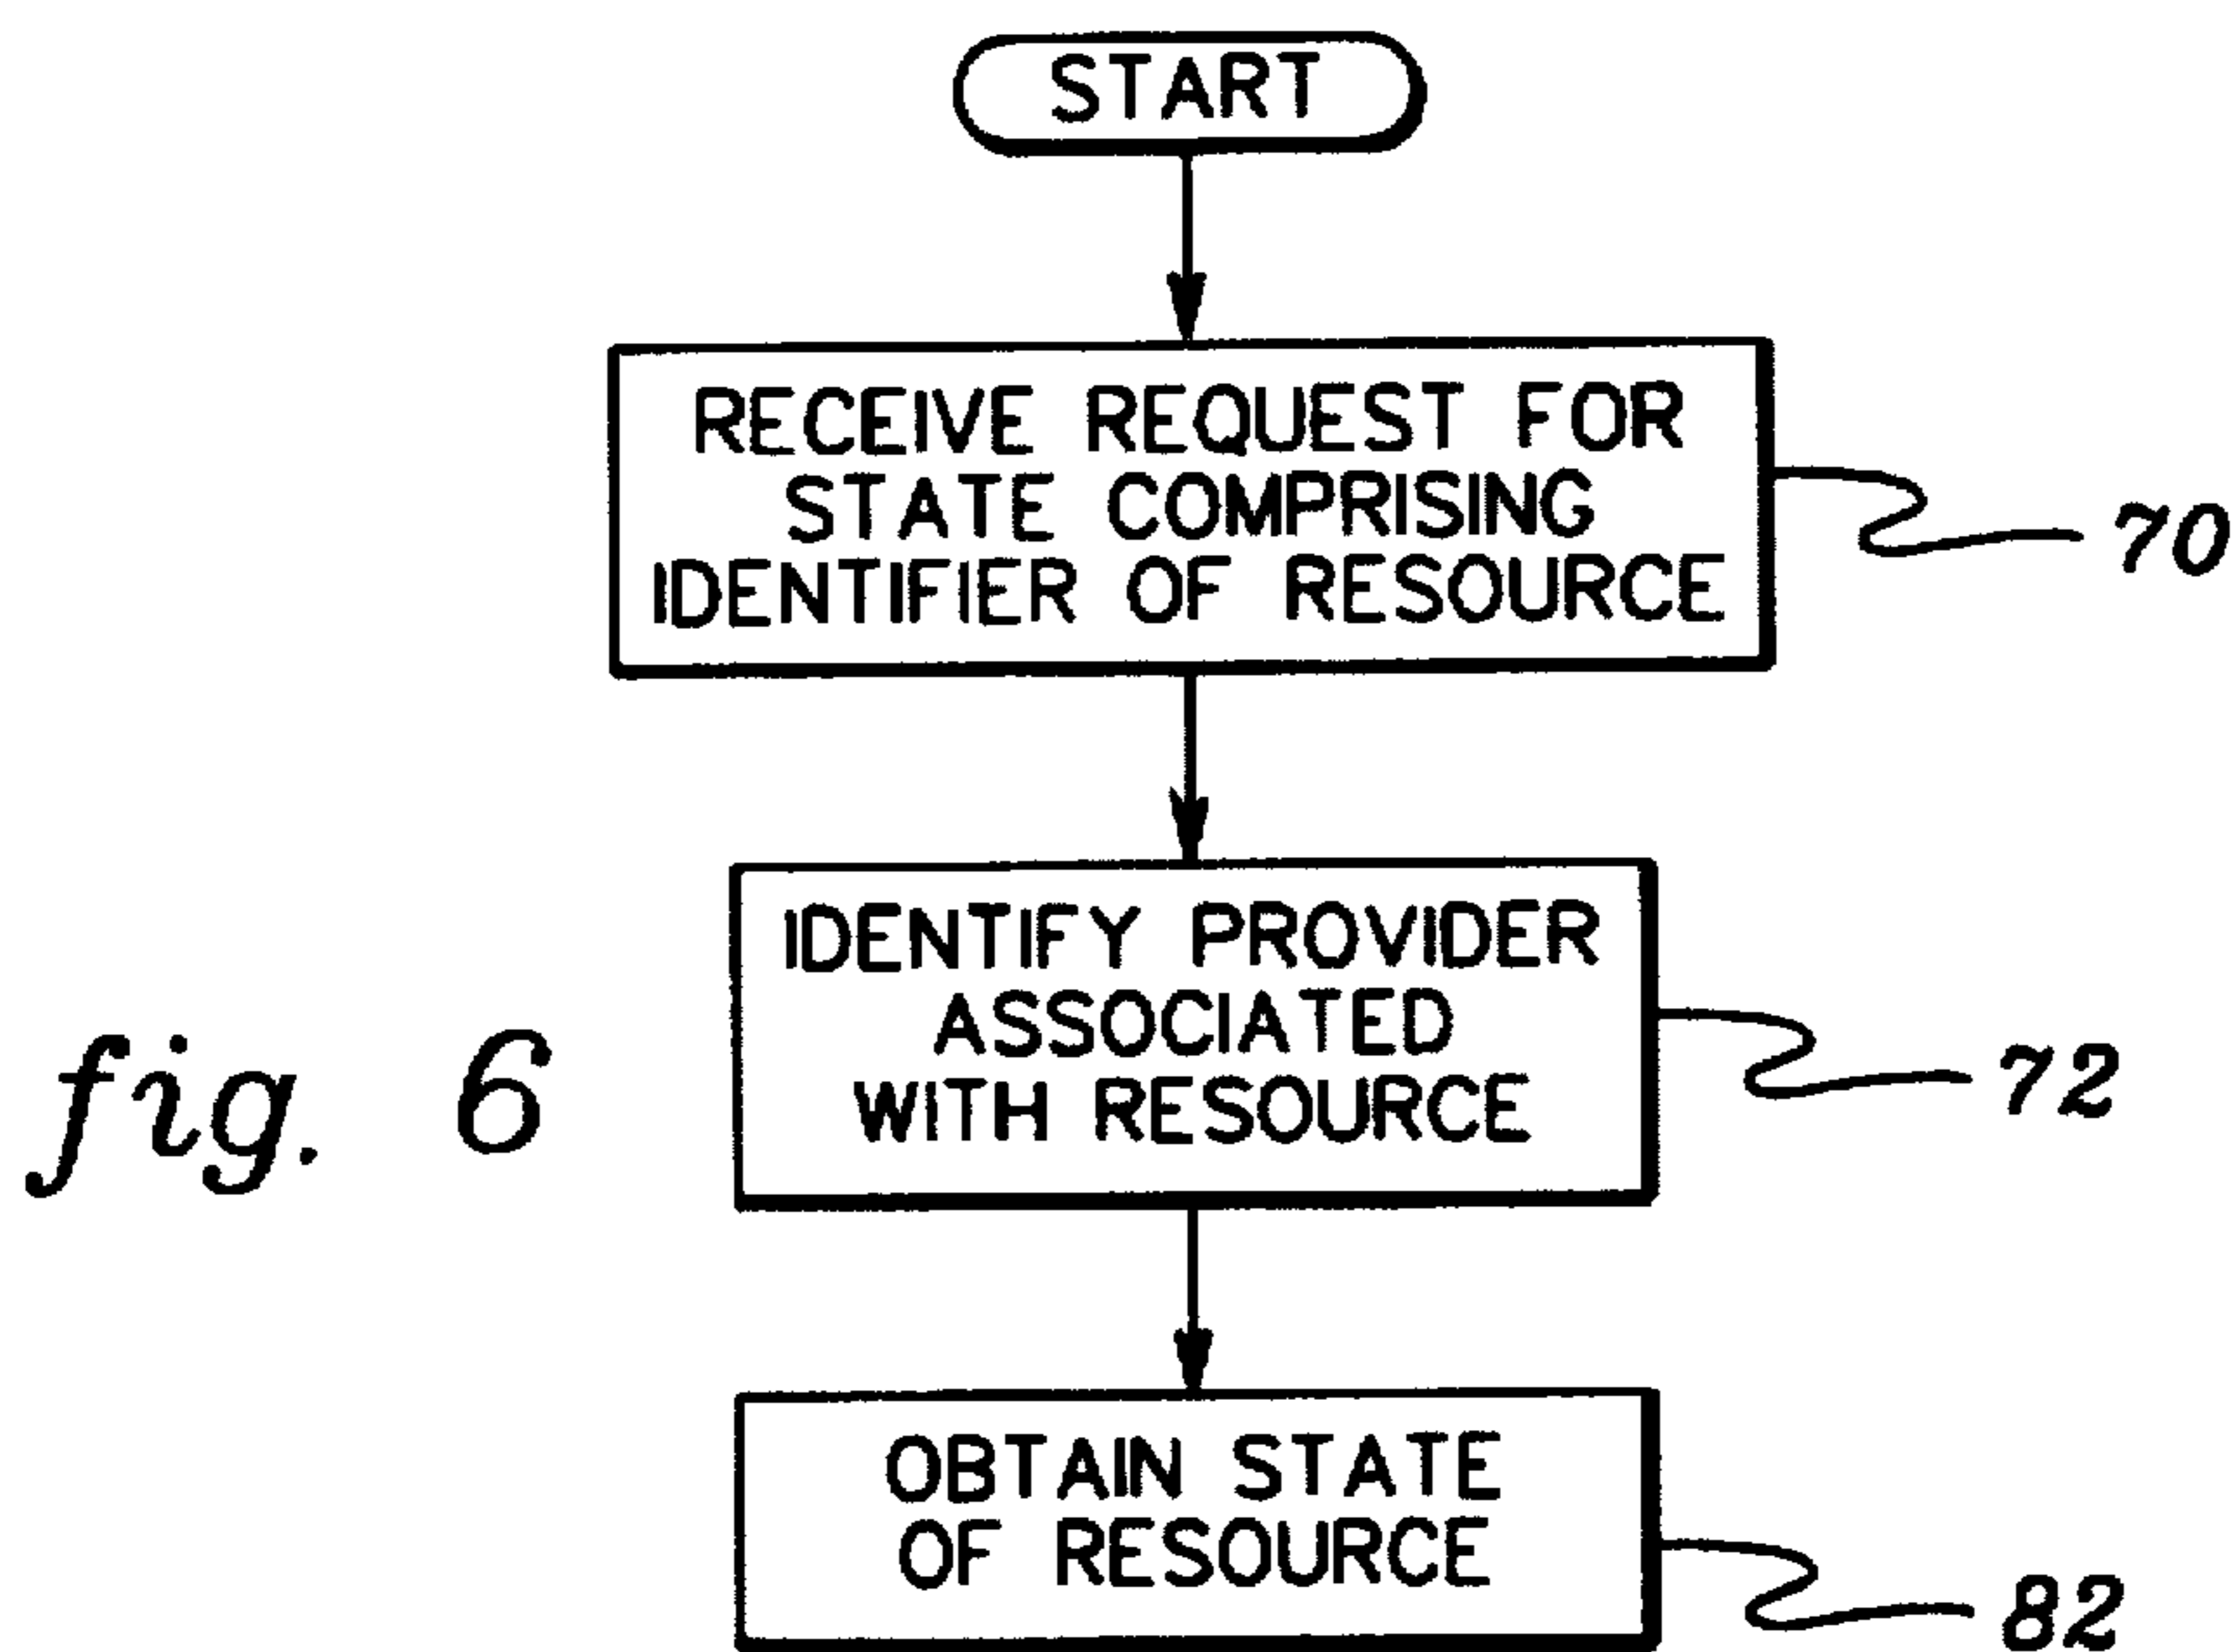 START
RECEIVE REQUEST FOR
STATE COMPRISING
IDENTIFIER OF RESOURCE
70
IDENTIFY PROVIDER
ASSOCIATED
WITH RESOURCE
72
fig. 6
OBTAIN STATE
OF RESOURCE
82